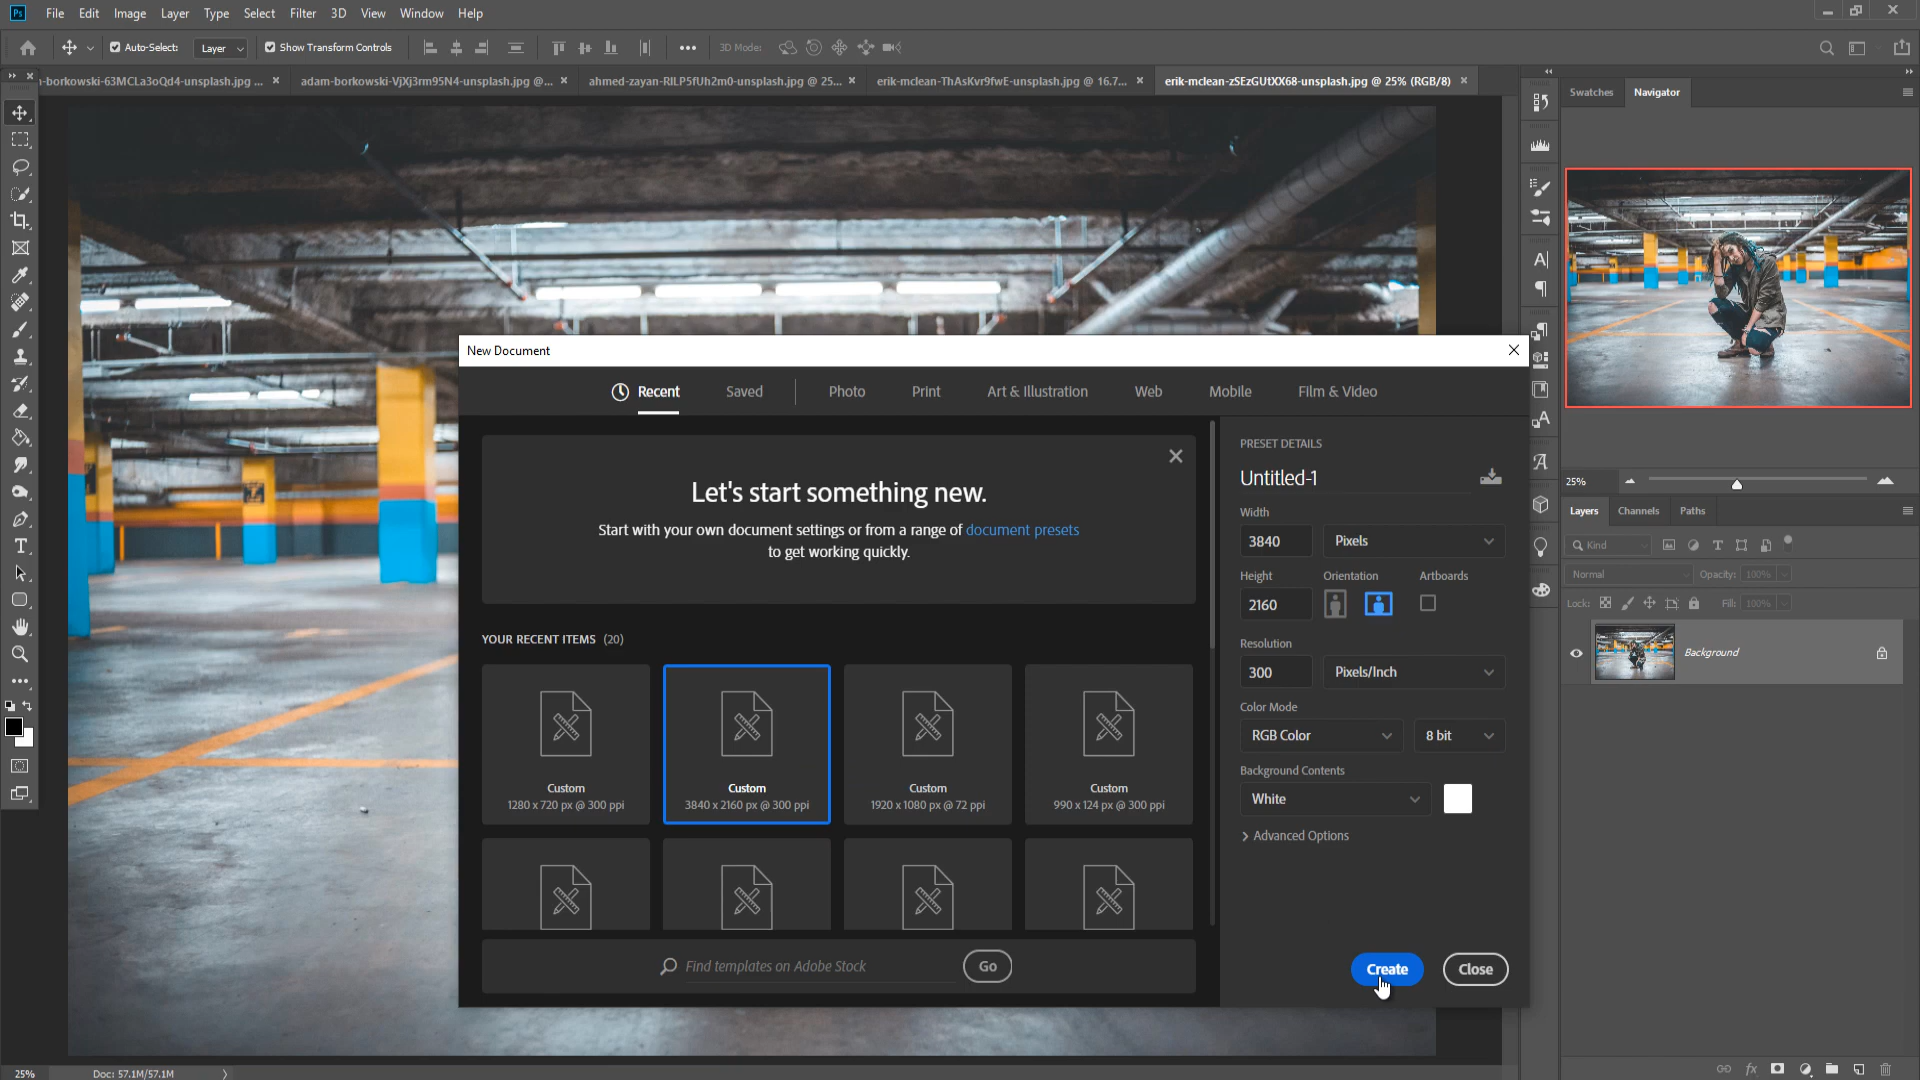 Ps File Edit Image Layer Type Select Filter 3D View Window Help
Auto-Select: Layer Show Transform Controls 3D Mode:
-borkowski-63MCLa3oQd4-unsplash.jpg ... adam-borkowski-VjXj3rm95N4-unsplash.jpg @... ahmed-zayan-RILP5fUh2m0-unsplash.jpg @ 25... erik-mclean-ThAsKvr9fwE-unsplash.jpg @ 16.7... erik-mclean-zSEzGUtXX68-unsplash.jpg @ 25% (RGB/8)
Swatches Navigator
New Document
Recent Saved Photo Print Art & Illustration Web Mobile Film & Video
Let's start something new.
Start with your own document settings or from a range of document presets
to get working quickly.
YOUR RECENT ITEMS (20)
Custom
1280 x 720 px @ 300 ppi
Custom
3840 x 2160 px @ 300 ppi
Custom
1920 x 1080 px @ 72 ppi
Custom
990 x 124 px @ 300 ppi
Find templates on Adobe Stock Go
PRESET DETAILS
Untitled-1
Width
3840 Pixels
Height Orientation Artboards
2160
Resolution
300 Pixels/Inch
Color Mode
RGB Color 8 bit
Background Contents
White
Advanced Options
Create Close
25%
Layers Channels Paths
Kind
Normal Opacity: 100%
Lock: Fill: 100%
Background
25% Doc: 57.1M/57.1M